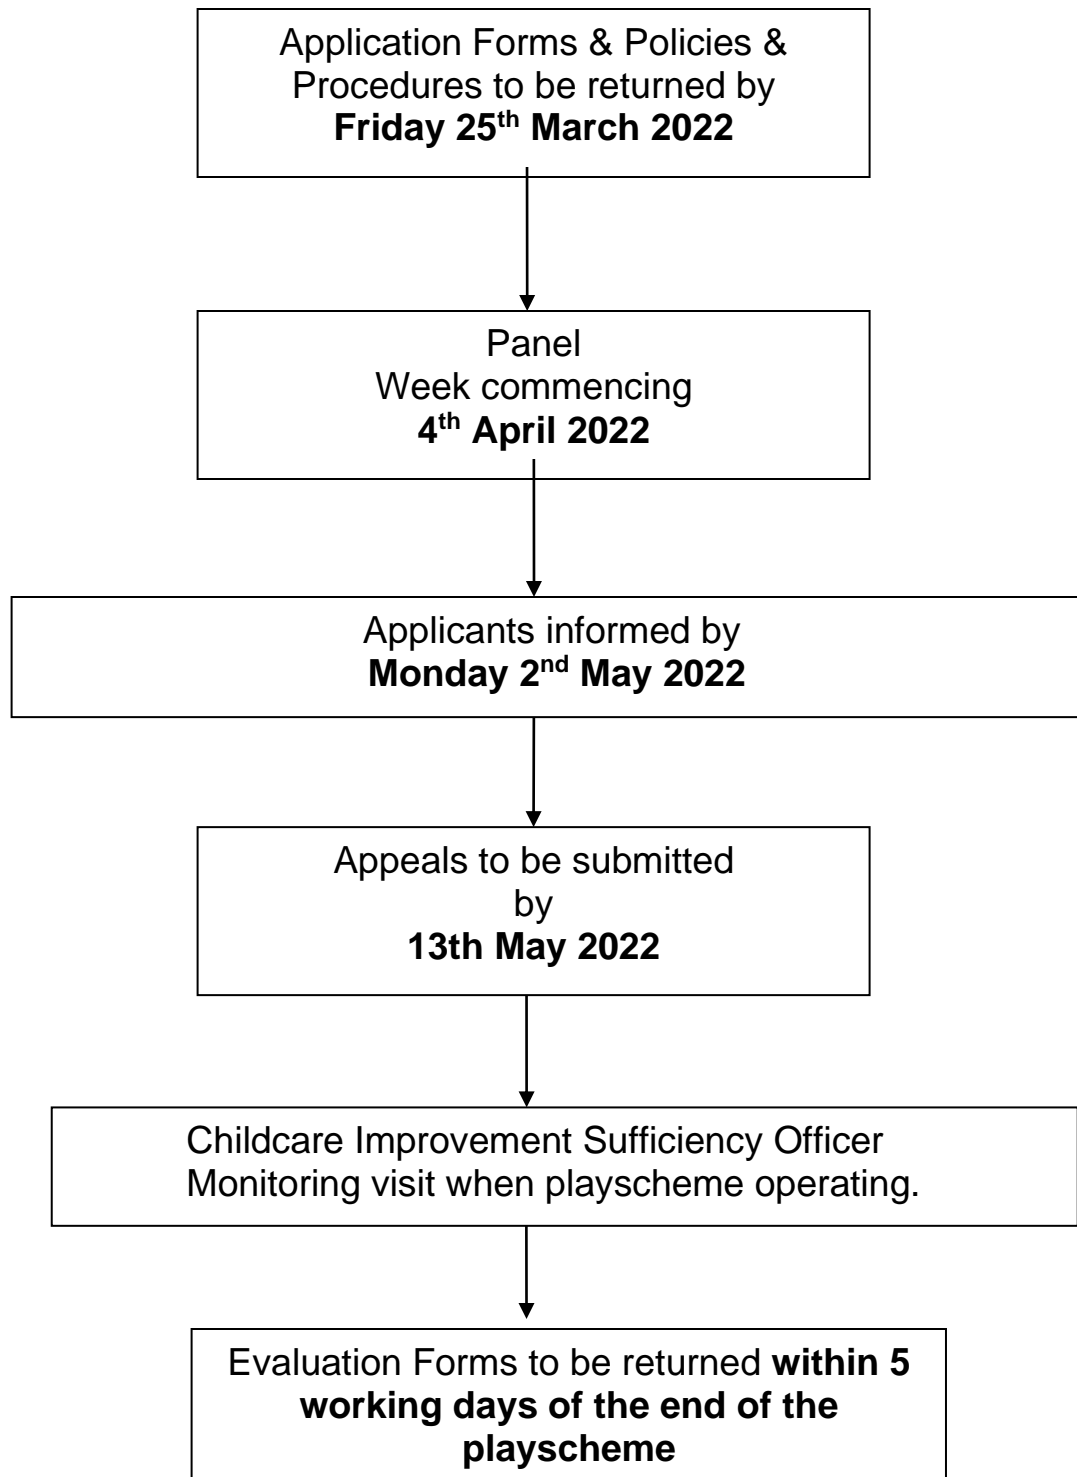 Application Forms & Policies &
Procedures to be returned by
Friday 25th March 2022
Panel
Week commencing
4th April 2022
Applicants informed by
Monday 2nd May 2022
Appeals to be submitted
by
13th May 2022
Childcare Improvement Sufficiency Officer
Monitoring visit when playscheme operating.
Evaluation Forms to be returned within 5
working days of the end of the
playscheme